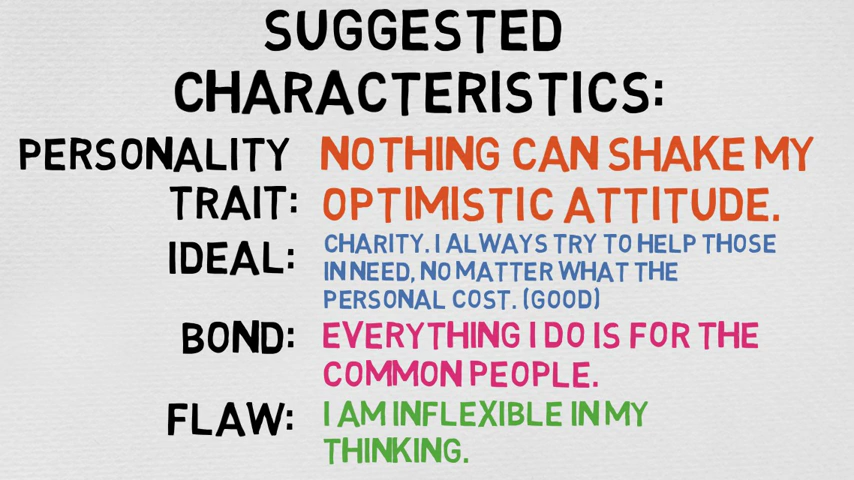 SUGGESTED
CHARACTERISTICS:
PERSONALITY NOTHING CAN SHAKE MY
TRAIT: OPTIMISTIC ATTITUDE.
IDEAL: CHARITY. I ALWAYS TRY TO HELP THOSE
IN NEED, NO MATTER WHAT THE
PERSONAL COST. (GOOD)
BOND: EVERYTHING I DO IS FOR THE
COMMON PEOPLE.
FLAW: I AM INFLEXIBLE IN MY
THINKING.